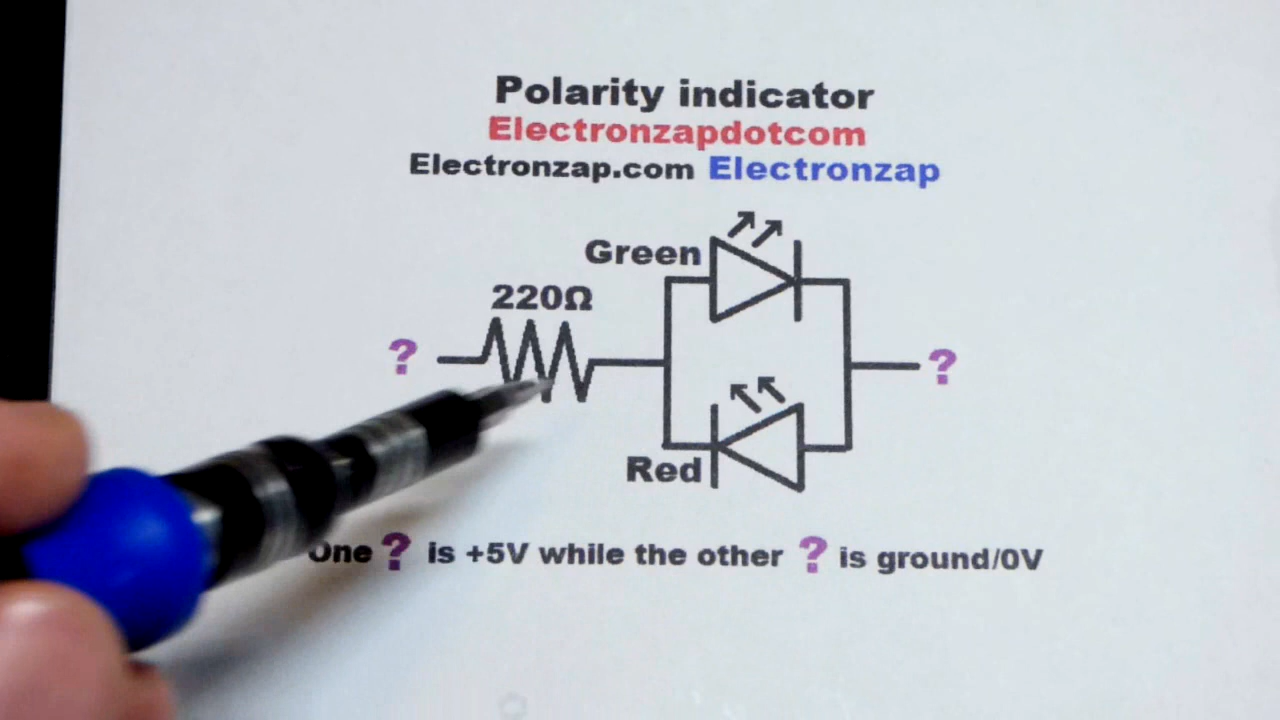 Polarity indicator
Electronzapdotcom
Electronzap.com Electronzap
Green
220Ω
? ?
Red
One ? is +5V while the other ? is ground/0V